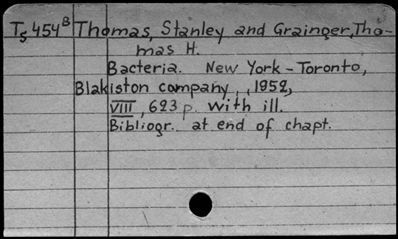 Ts 454B Thomas, Stanley and Grainger, Tho-
mas H.
Bacteria. New York - Toronto,
Blakiston company, , 1952,
VIII, 623 p. with ill.
Bibliogr. at end of chapt.